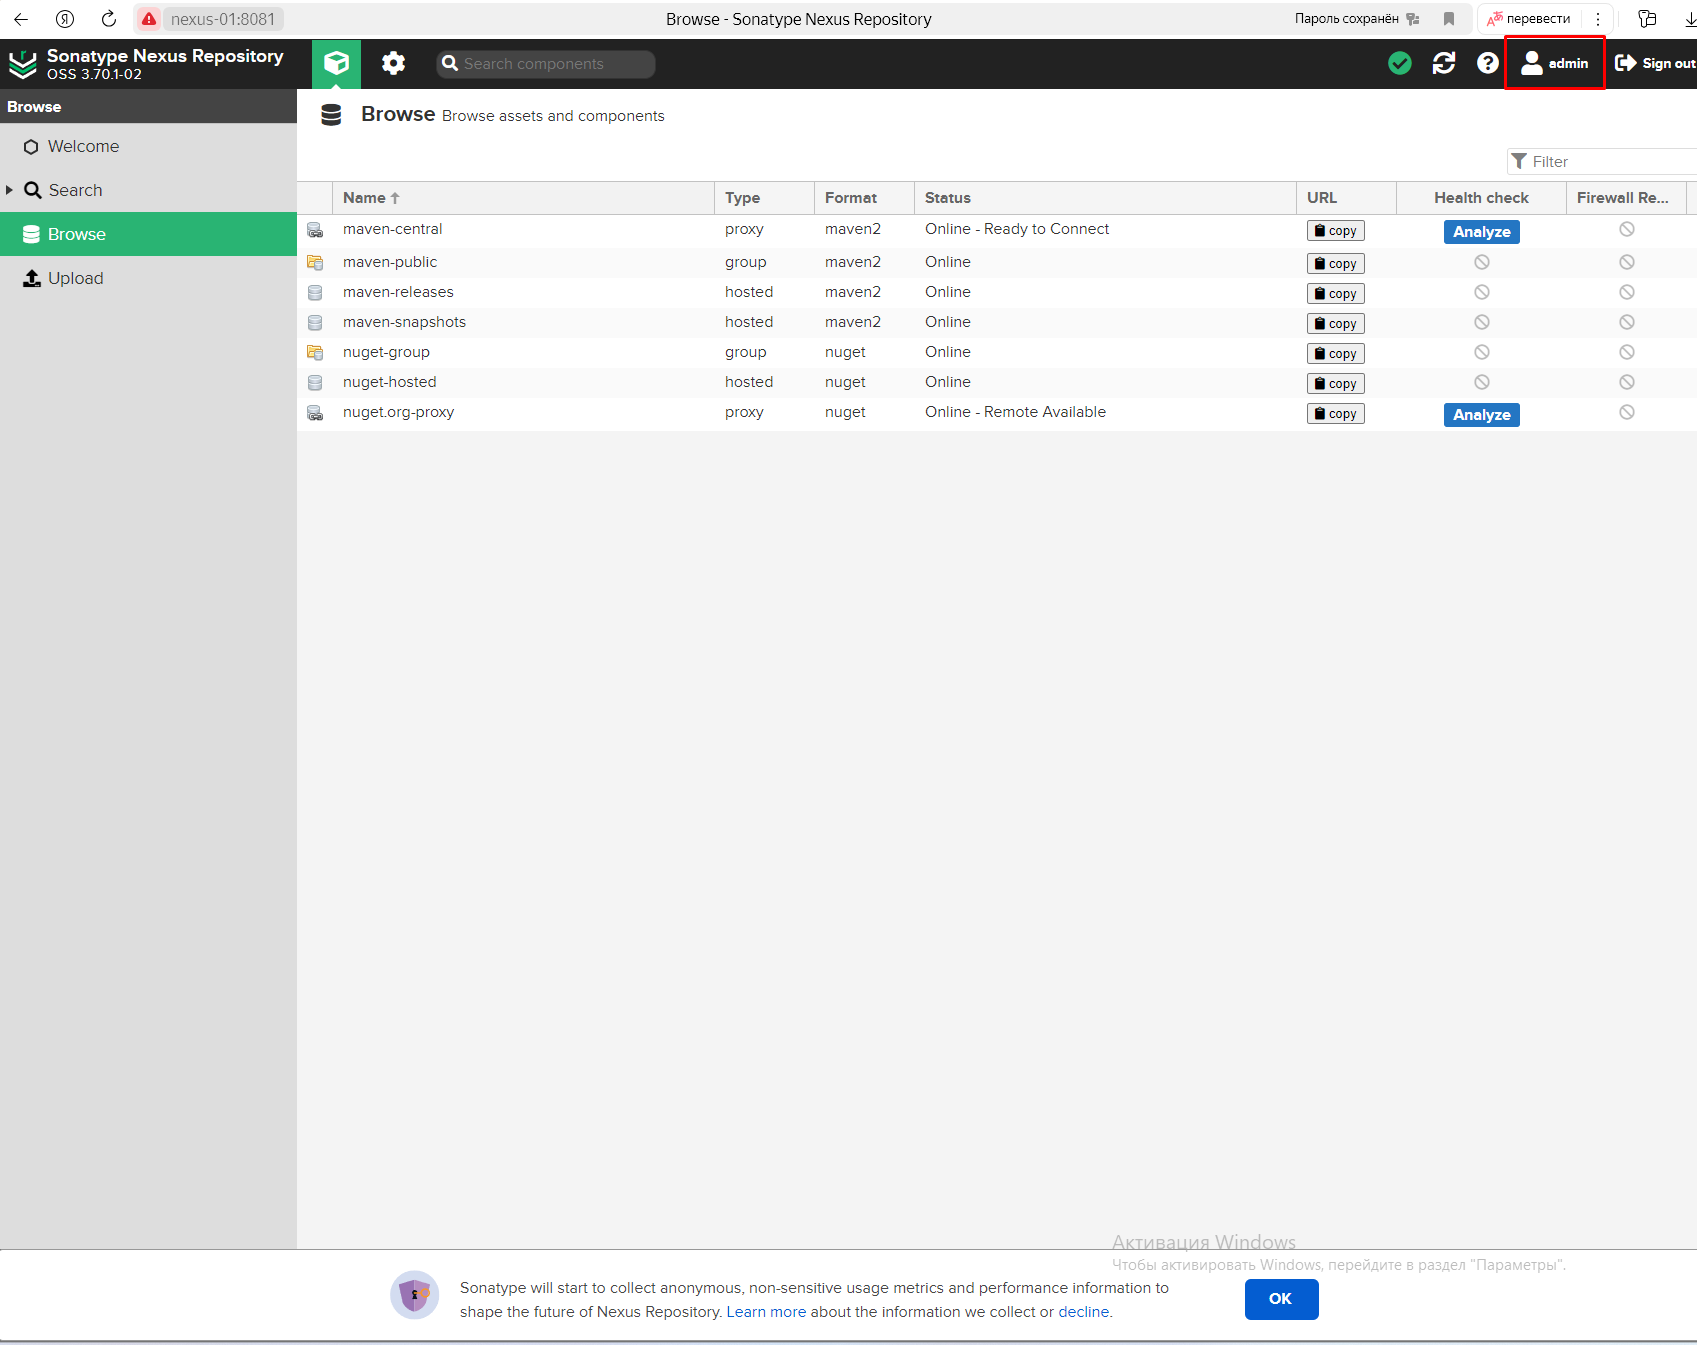 nexus-01:8081
Browse - Sonatype Nexus Repository
Пароль сохранён
перевести
Sonatype Nexus Repository
OSS 3.70.1-02
Search components
admin
Sign out
Browse
Welcome
Search
Browse
Upload
Browse Browse assets and components
Filter
Name Type Format Status URL Health check Firewall Re...
maven-central proxy maven2 Online - Ready to Connect copy Analyze
maven-public group maven2 Online copy
maven-releases hosted maven2 Online copy
maven-snapshots hosted maven2 Online copy
nuget-group group nuget Online copy
nuget-hosted hosted nuget Online copy
nuget.org-proxy proxy nuget Online - Remote Available copy Analyze
Активация Windows
Чтобы активировать Windows, перейдите в раздел "Параметры".
Sonatype will start to collect anonymous, non-sensitive usage metrics and performance information to
shape the future of Nexus Repository. Learn more about the information we collect or decline.
OK